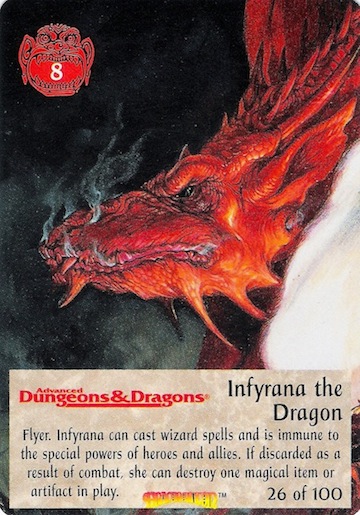 8
Advanced
Dungeons & Dragons®
Infyrana the
Dragon
Flyer. Infyrana can cast wizard spells and is immune to
the special powers of heroes and allies. If discarded as a
result of combat, she can destroy one magical item or
artifact in play.
™
26 of 100